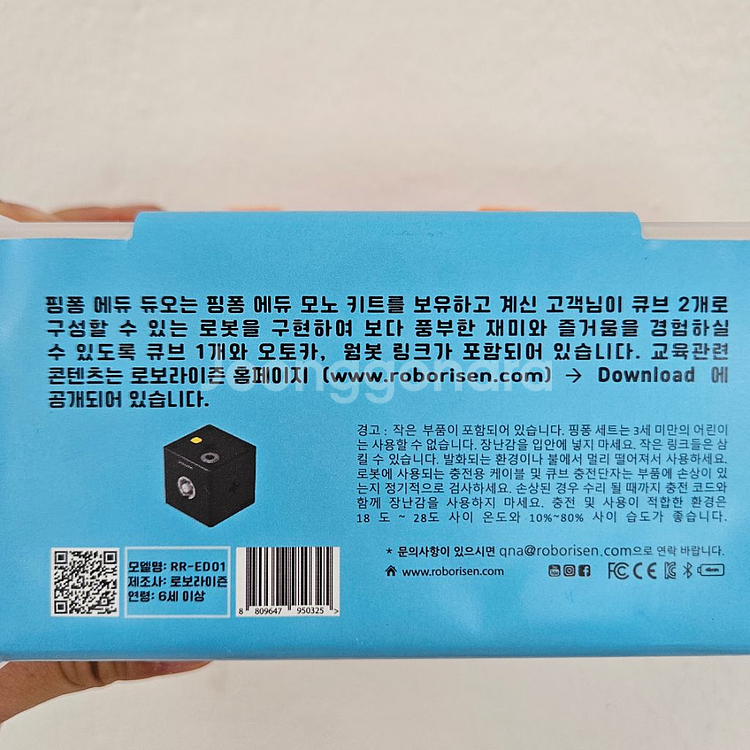 핑퐁 에듀 듀오는 핑퐁 에듀 모노 키트를 보유하고 계신 고객님이 큐브 2개로
구성할 수 있는 로봇을 구현하여 보다 풍부한 재미와 즐거움을 경험하실
수 있도록 큐브 1개와 오토카, 웜봇 링크가 포함되어 있습니다. 교육관련
콘텐츠는 로보라이즌 홈페이지 (www.roborisen.com) → Download 에
공개되어 있습니다.
joonggonara
경고 : 작은 부품이 포함되어 있습니다. 핑퐁 세트는 3세 미만의 어린이
는 사용할 수 없습니다. 장난감을 입안에 넣지 마세요. 작은 링크들은 삼
킬 수 있습니다. 발화되는 환경이나 불에서 멀리 떨어져서 사용하세요.
로봇에 사용되는 충전용 케이블 및 큐브 충전단자는 부품에 손상이 있
는지 정기적으로 검사하세요. 손상된 경우 수리 될 때까지 충전 코드와
함께 장난감을 사용하지 마세요. 충전 및 사용이 적합한 환경은
18 도 ~ 28도 사이 온도와 10%~80% 사이 습도가 좋습니다.
모델명: RR-ED01
제조사: 로보라이즌
연령: 6세 이상
8 809647 950325 >
* 문의사항이 있으시면 qna@roborisen.com으로 연락 바랍니다.
www.roborisen.com
FC CE